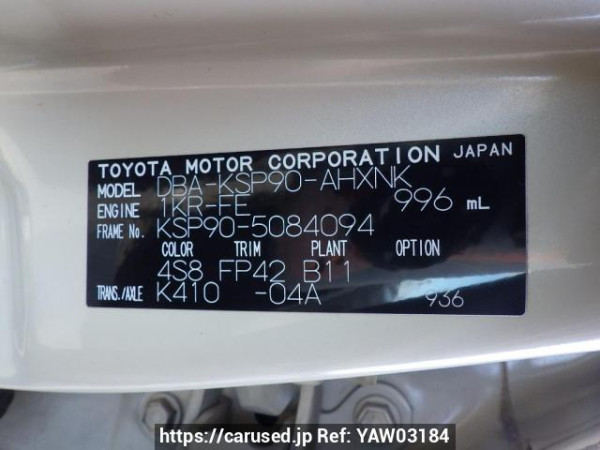 TOYOTA MOTOR CORPORATION JAPAN
MODEL DBA-KSP90-AHXNK
ENGINE 1KR-FE 996 mL
FRAME No. KSP90-5084094
COLOR TRIM PLANT OPTION
4S8 FP42 B11
TRANS./AXLE K410 -04A 936
https://carused.jp Ref: YAW03184